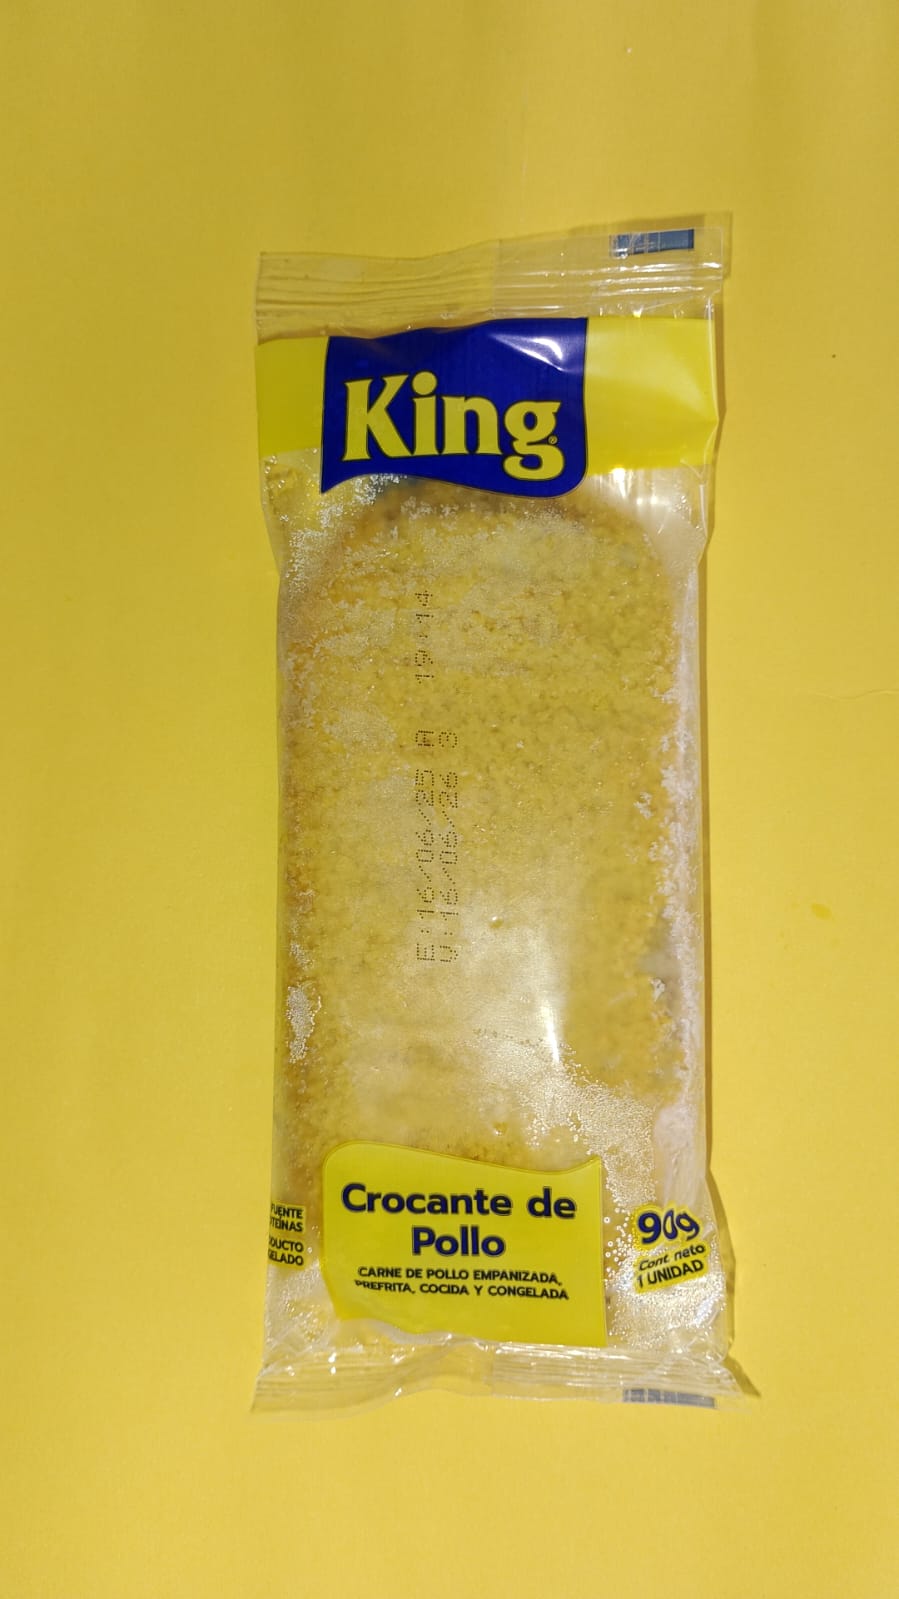 King
E:16/06/25 A 19:14
V:16/06/26 3
Crocante de
Pollo
CARNE DE POLLO EMPANIZADA,
PREFRITA, COCIDA Y CONGELADA
90g
Cont. neto
1 UNIDAD